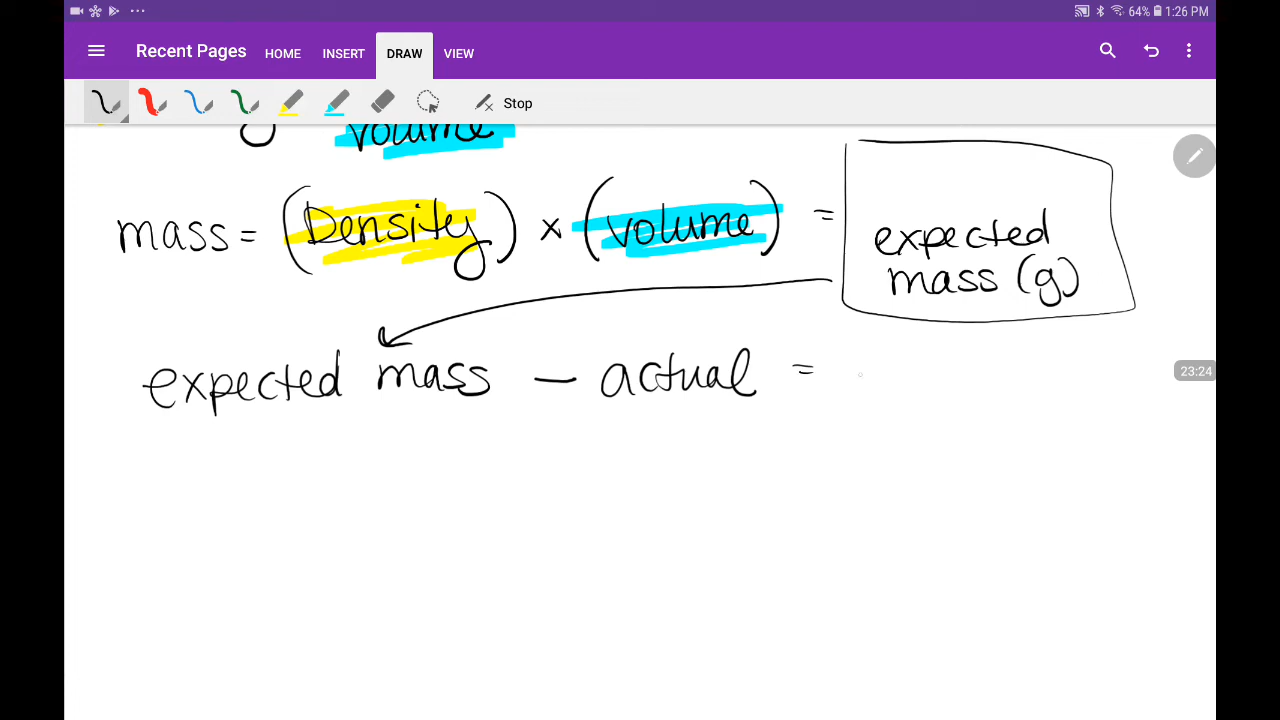 64% 1:26 PM
Recent Pages HOME INSERT DRAW VIEW
Stop
volume
mass = (Density) x (volume) =
expected
mass (g)
23:24
expected mass – actual =